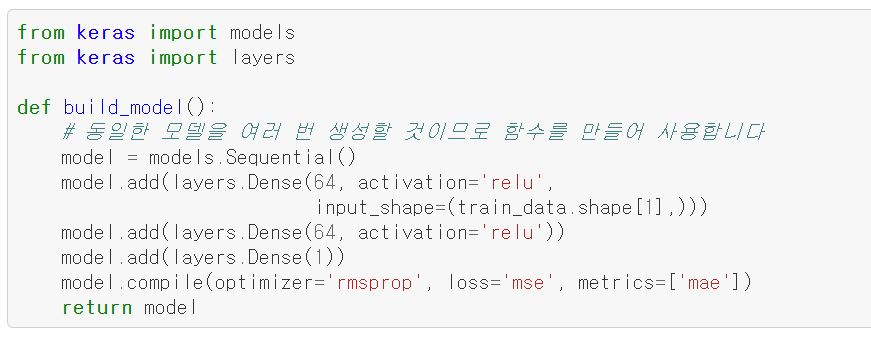 from keras import models
from keras import layers

def build_model():
    # 동일한 모델을 여러 번 생성할 것이므로 함수를 만들어 사용합니다
    model = models.Sequential()
    model.add(layers.Dense(64, activation='relu',
                           input_shape=(train_data.shape[1],)))
    model.add(layers.Dense(64, activation='relu'))
    model.add(layers.Dense(1))
    model.compile(optimizer='rmsprop', loss='mse', metrics=['mae'])
    return model